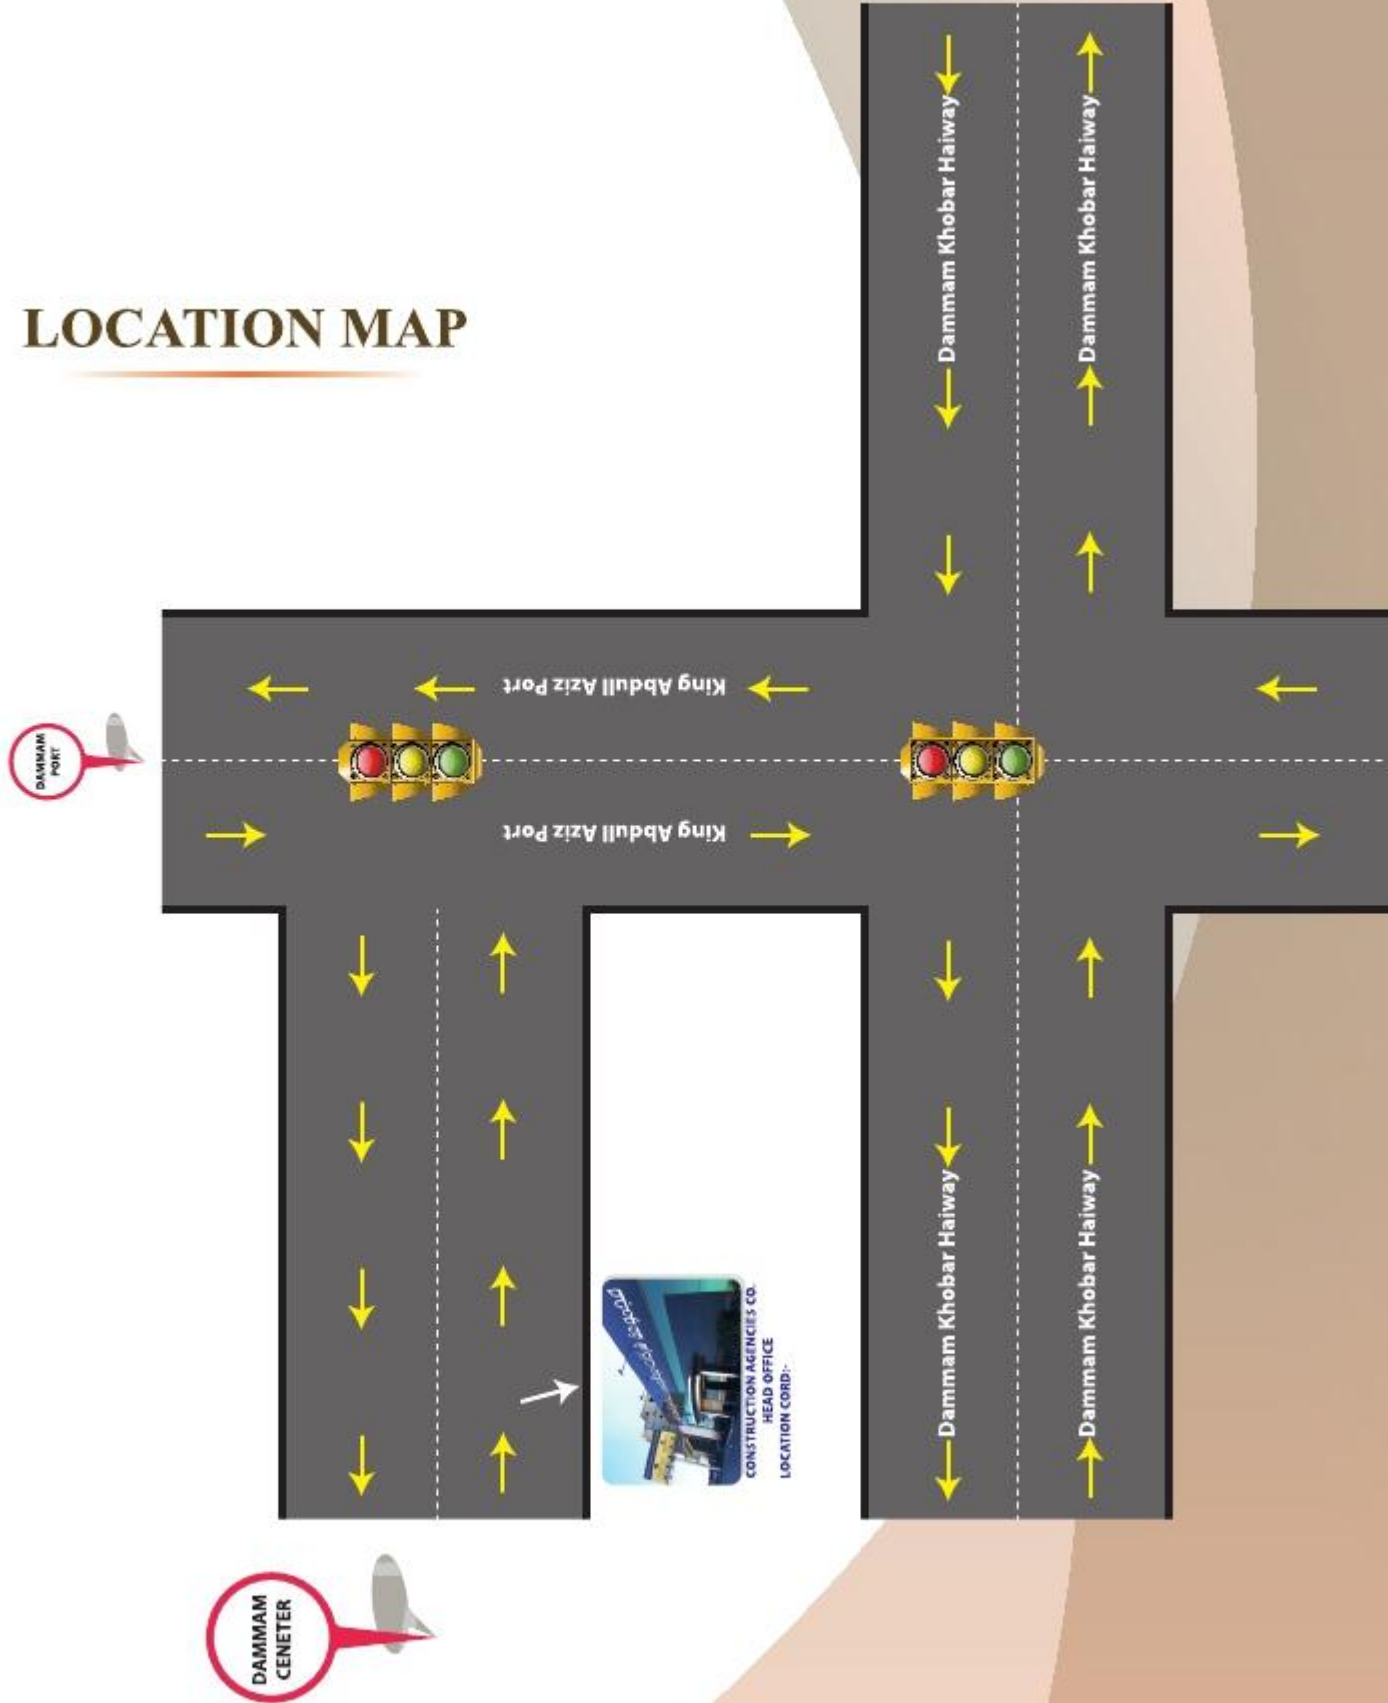 LOCATION MAP
DAMMAM
PORT
King Abdull Aziz Port
King Abdull Aziz Port
Dammam Khobar Haiway
Dammam Khobar Haiway
Dammam Khobar Haiway
Dammam Khobar Haiway
CONSTRUCTION AGENCIES CO.
HEAD OFFICE
LOCATION CORD:-
DAMMAM
CENETER